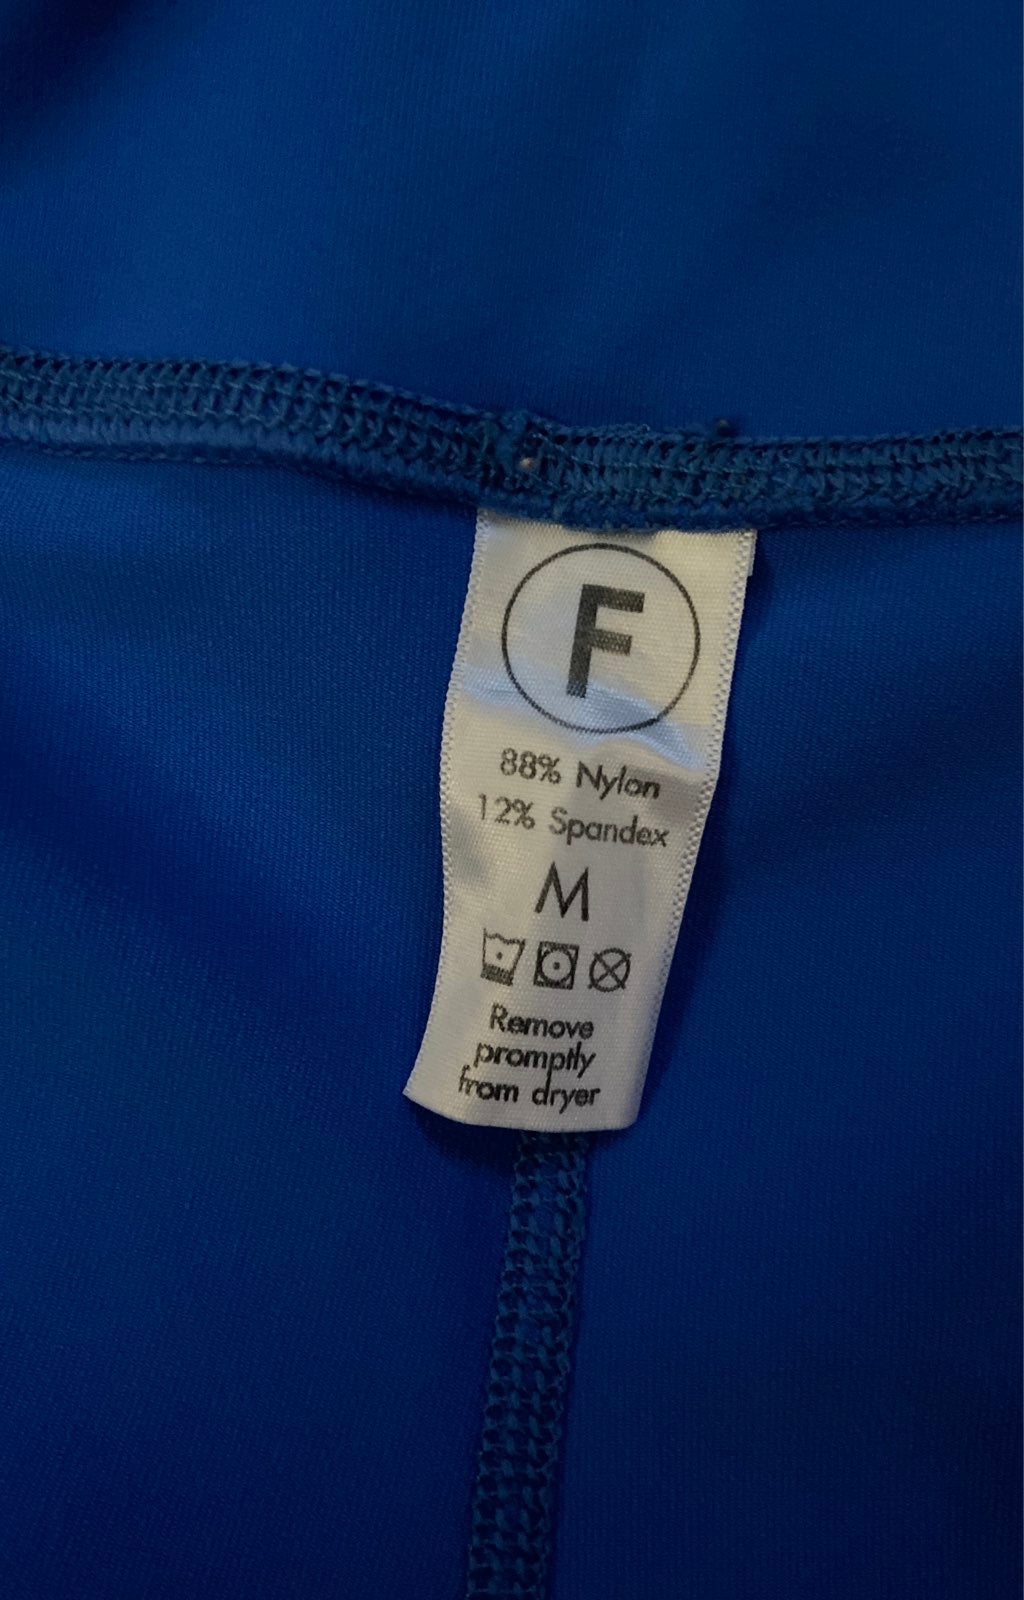 F
88% Nylon
12% Spandex
M
Remove
promptly
from dryer